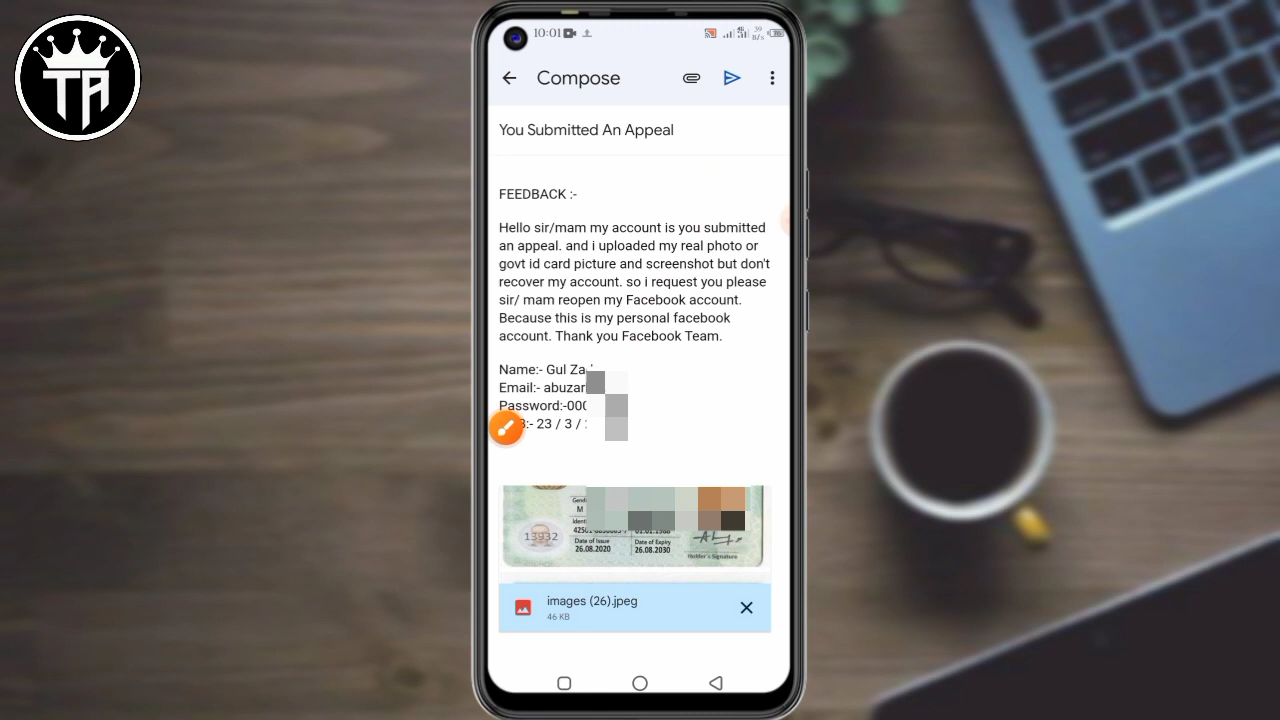 TA
10:01
Compose
You Submitted An Appeal
FEEDBACK :-
Hello sir/mam my account is you submitted
an appeal. and i uploaded my real photo or
govt id card picture and screenshot but don't
recover my account. so i request you please
sir/ mam reopen my Facebook account.
Because this is my personal facebook
account. Thank you Facebook Team.
Name:- Gul
Email:- abuzar
Password:-000
:- 23 / 3 /
M
13932
Date of Issue
Date of Expiry
26.08.2020
26.08.2030
Holder's Signature
images (26).jpeg
46 KB